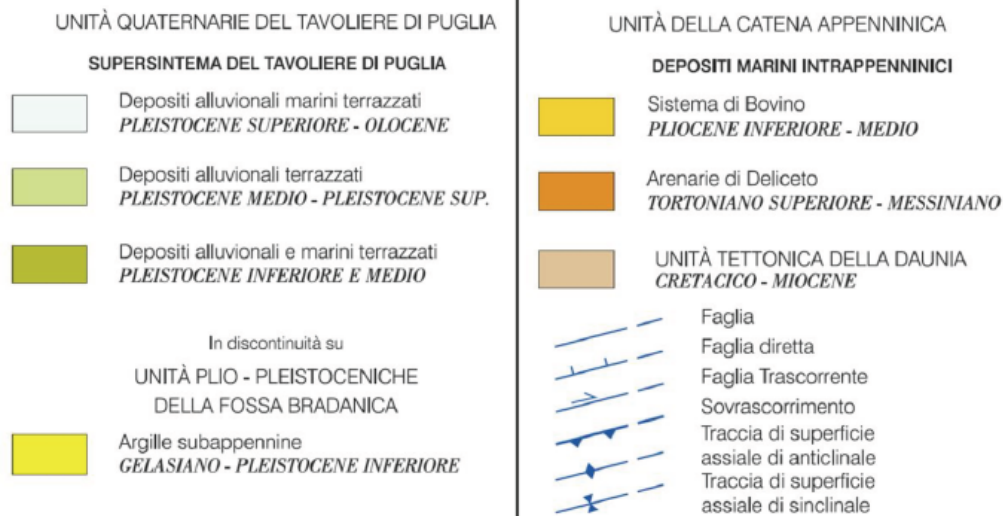 UNITÀ QUATERNARIE DEL TAVOLIERE DI PUGLIA
SUPERSINTEMA DEL TAVOLIERE DI PUGLIA
Depositi alluvionali marini terrazzati
PLEISTOCENE SUPERIORE - OLOCENE
Depositi alluvionali terrazzati
PLEISTOCENE MEDIO - PLEISTOCENE SUP.
Depositi alluvionali e marini terrazzati
PLEISTOCENE INFERIORE E MEDIO
In discontinuità su
UNITÀ PLIO - PLEISTOCENICHE
DELLA FOSSA BRADANICA
Argille subappennine
GELASIANO - PLEISTOCENE INFERIORE
UNITÀ DELLA CATENA APPENNINICA
DEPOSITI MARINI INTRAPPENNINICI
Sistema di Bovino
PLIOCENE INFERIORE - MEDIO
Arenarie di Deliceto
TORTONIANO SUPERIORE - MESSINIANO
UNITÀ TETTONICA DELLA DAUNIA
CRETACICO - MIOCENE
Faglia
Faglia diretta
Faglia Trascorrente
Sovrascorrimento
Traccia di superficie
assiale di anticlinale
Traccia di superficie
assiale di sinclinale